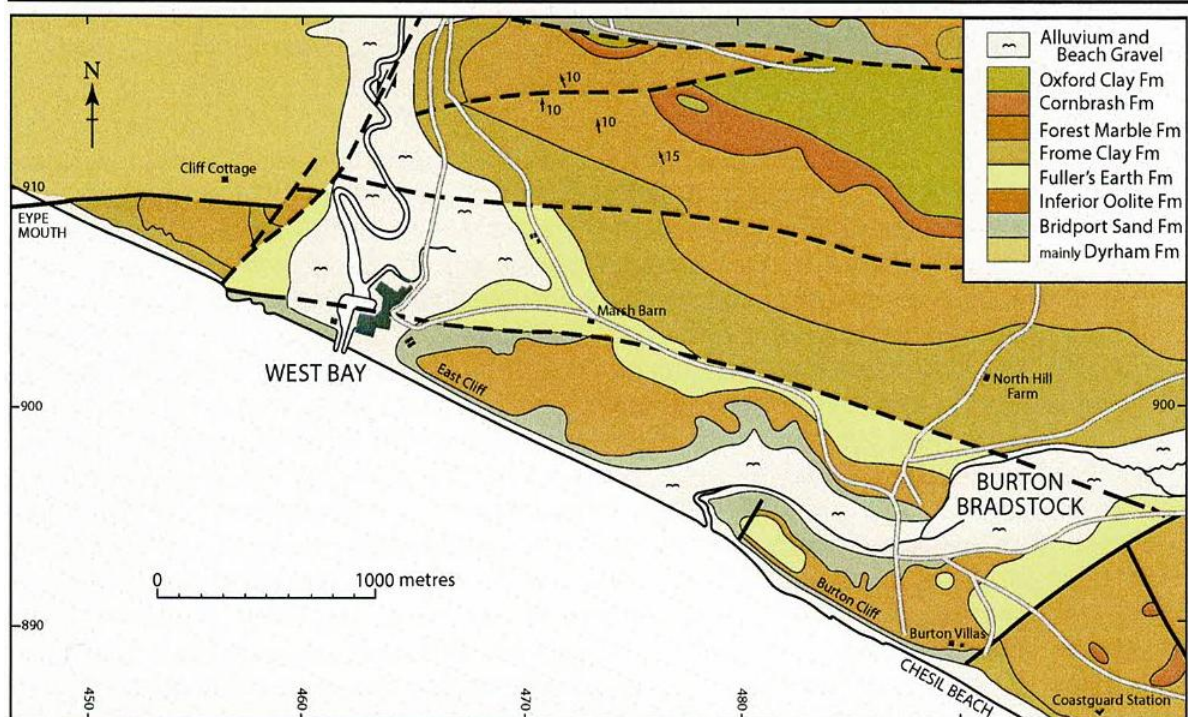 N
Cliff Cottage
910
EYPE
MOUTH
10
10
10
15
Alluvium and
Beach Gravel
Oxford Clay Fm
Cornbrash Fm
Forest Marble Fm
Frome Clay Fm
Fuller's Earth Fm
Inferior Oolite Fm
Bridport Sand Fm
mainly Dyrham Fm
Marsh Barn
WEST BAY
East Cliff
North Hill
Farm
900
900
BURTON
BRADSTOCK
0
1000 metres
890
Burton Cliff
Burton Villas
CHESIL BEACH
Coastguard Station
450
460
470
480